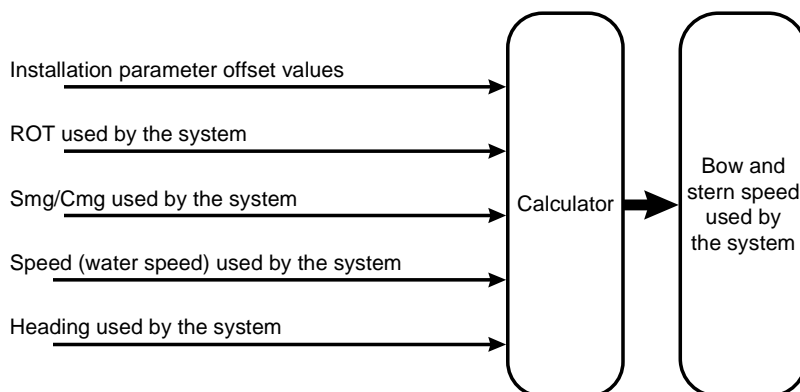 Installation parameter offset values
ROT used by the system
Smg/Cmg used by the system
Speed (water speed) used by the system
Heading used by the system
Calculator
Bow and
stern speed
used by
the system